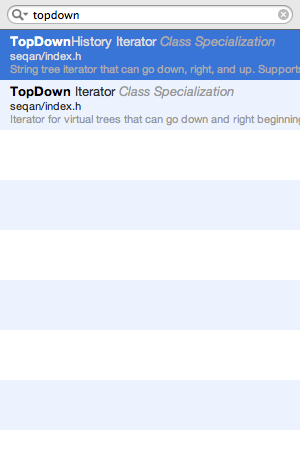 topdown
TopDownHistory Iterator Class Specialization
seqan/index.h
String tree iterator that can go down, right, and up. Supports
TopDown Iterator Class Specialization
seqan/index.h
Iterator for virtual trees that can go down and right beginning